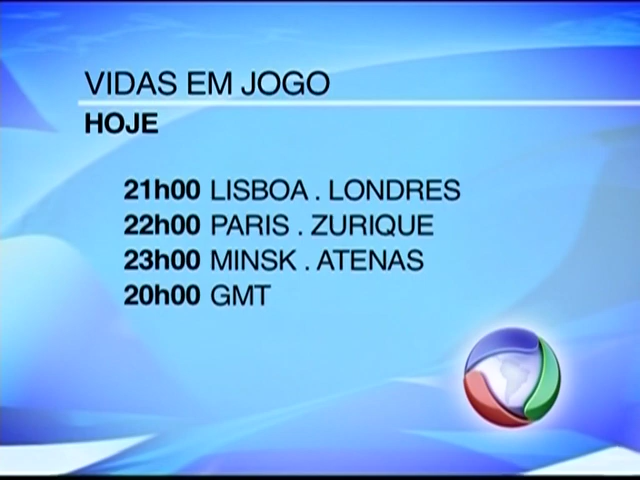 VIDAS EM JOGO
HOJE
21h00 LISBOA . LONDRES
22h00 PARIS . ZURIQUE
23h00 MINSK . ATENAS
20h00 GMT